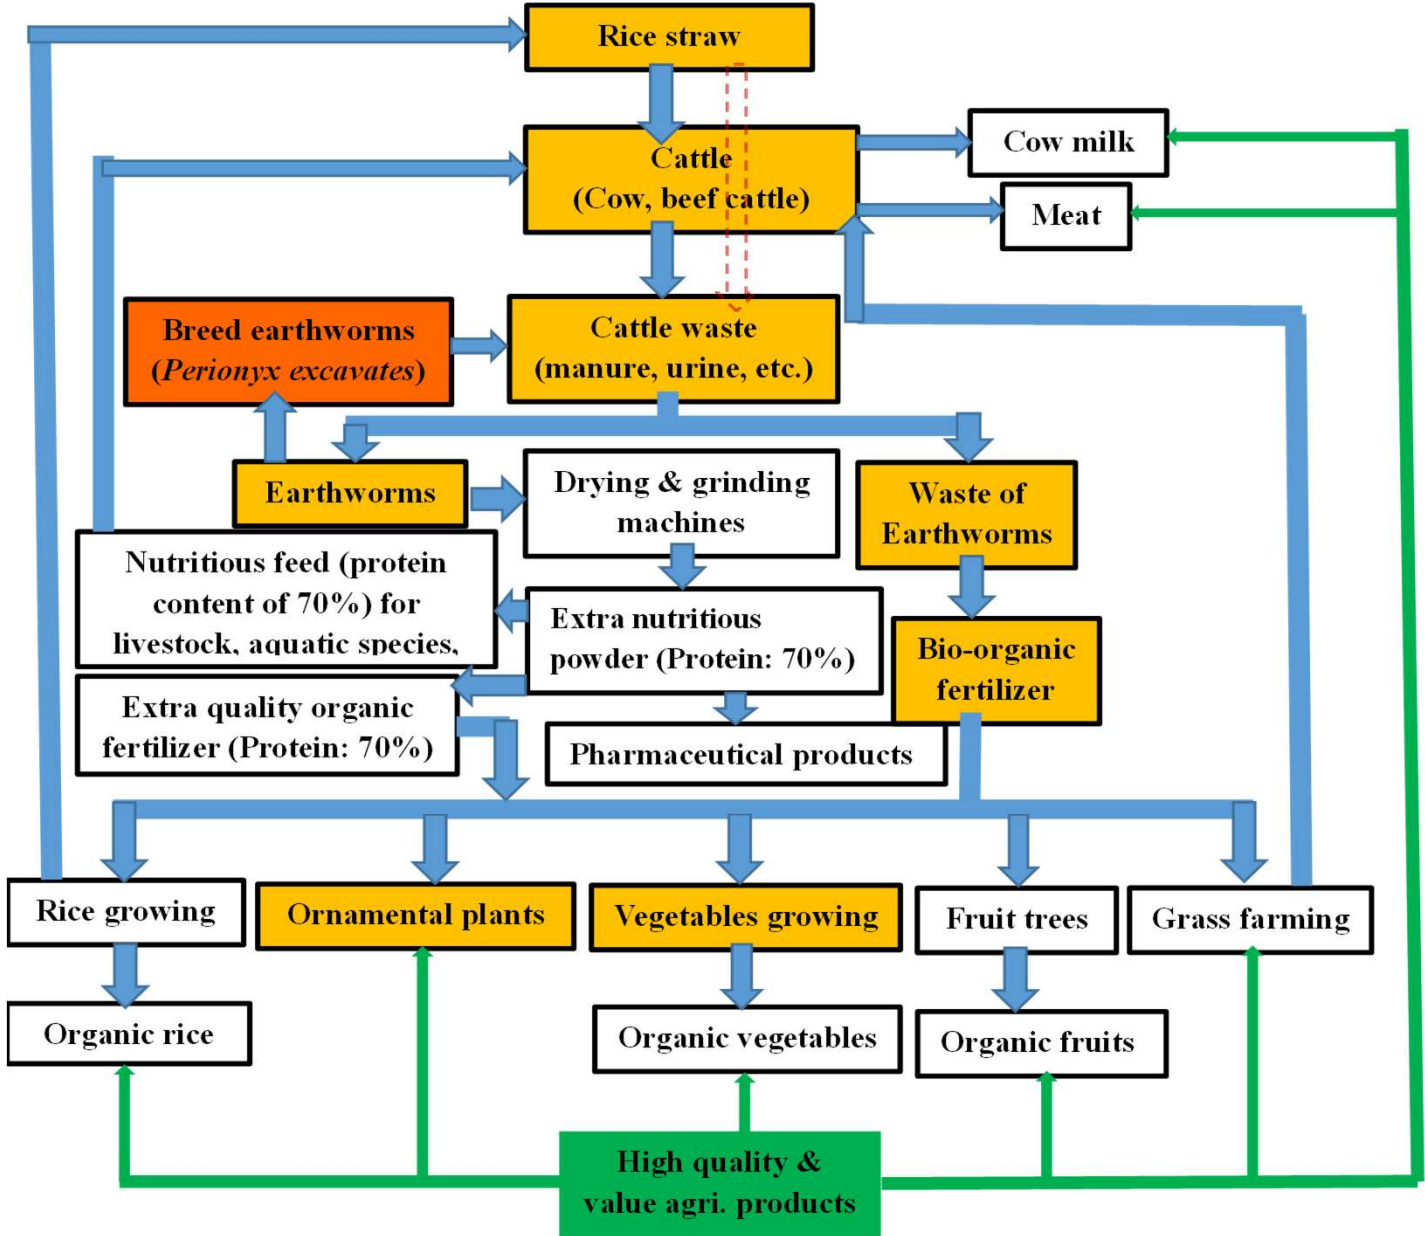 Rice straw
Cattle
(Cow, beef cattle)
Cow milk
Meat
Breed earthworms
(Perionyx excavates)
Cattle waste
(manure, urine, etc.)
Earthworms
Drying & grinding
machines
Waste of
Earthworms
Nutritious feed (protein
content of 70%) for
livestock, aquatic species,
Extra nutritious
powder (Protein: 70%)
Bio-organic
fertilizer
Extra quality organic
fertilizer (Protein: 70%)
Pharmaceutical products
Rice growing
Ornamental plants
Vegetables growing
Fruit trees
Grass farming
Organic rice
Organic vegetables
Organic fruits
High quality &
value agri. products